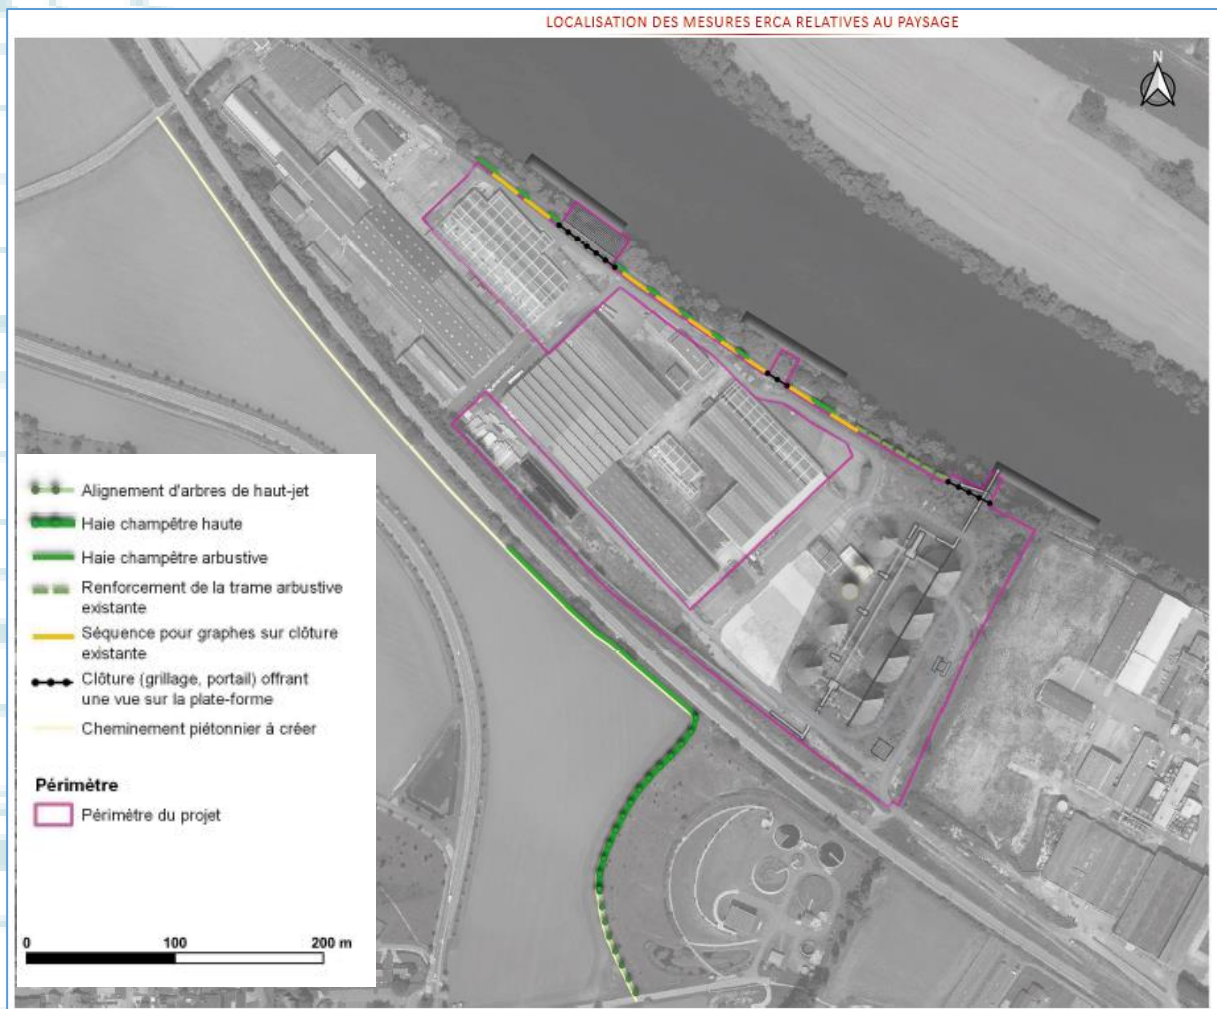 LOCALISATION DES MESURES ERCA RELATIVES AU PAYSAGE
N
Alignement d'arbres de haut-jet
Haie champêtre haute
Haie champêtre arbustive
Renforcement de la trame arbustive
existante
Séquence pour graphes sur clôture
existante
Clôture (grillage, portail) offrant
une vue sur la plate-forme
Cheminement piétonnier à créer
Périmètre
Périmètre du projet
0 100 200 m